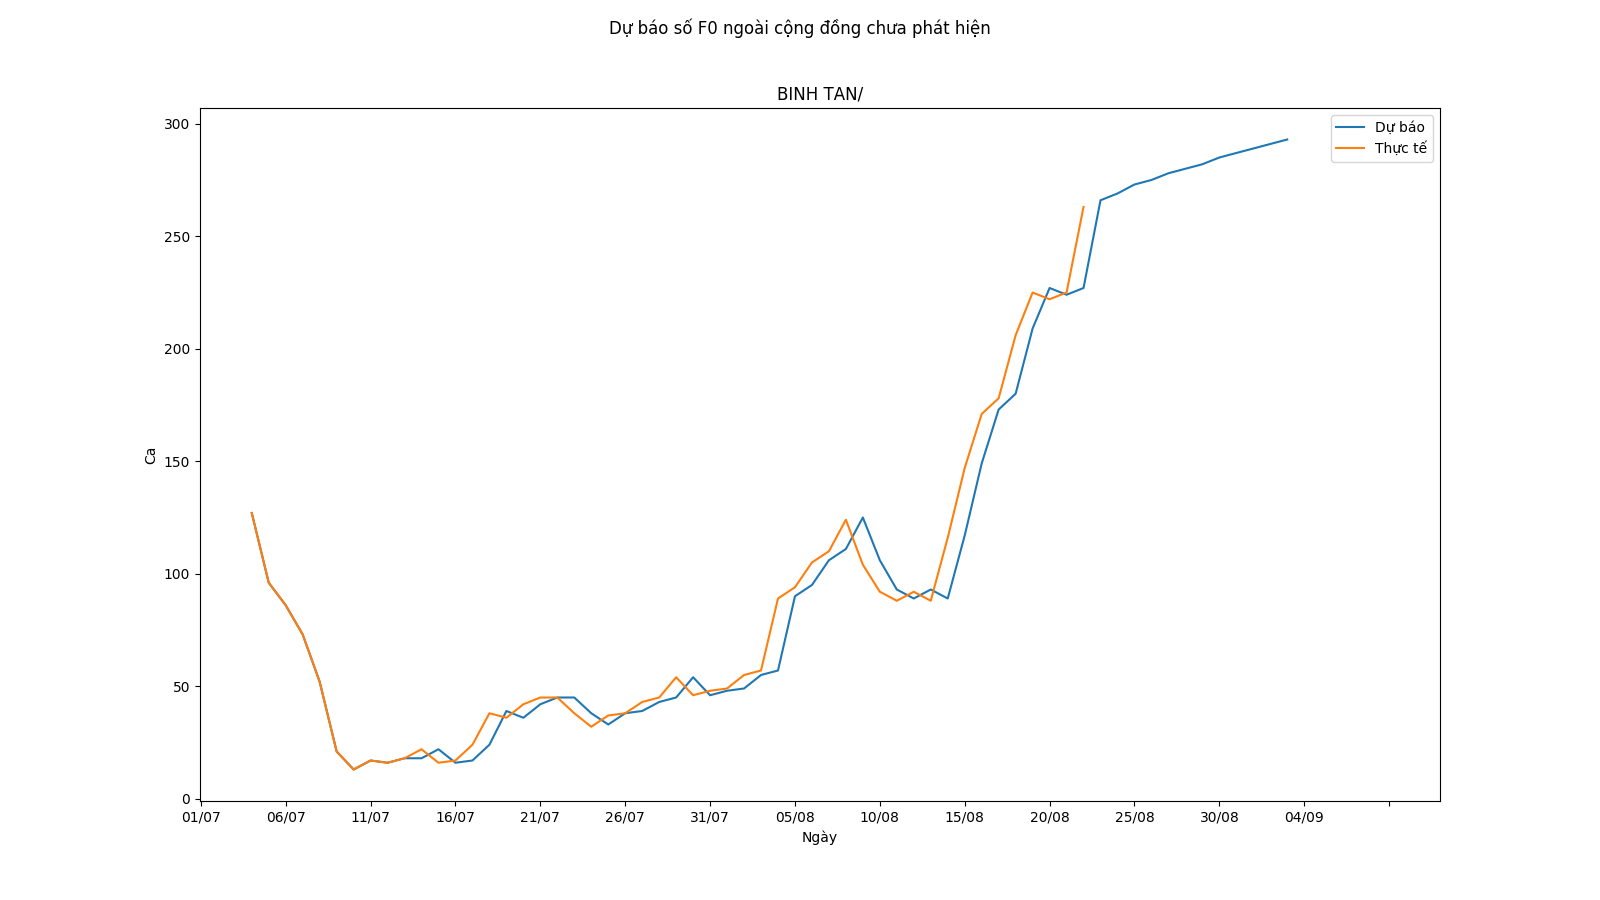 Dự báo số F0 ngoài cộng đồng chưa phát hiện
BINH TAN/
Dự báo
Thực tế
300
250
200
150
100
50
0
Ca
01/07 06/07 11/07 16/07 21/07 26/07 31/07 05/08 10/08 15/08 20/08 25/08 30/08 04/09
Ngày